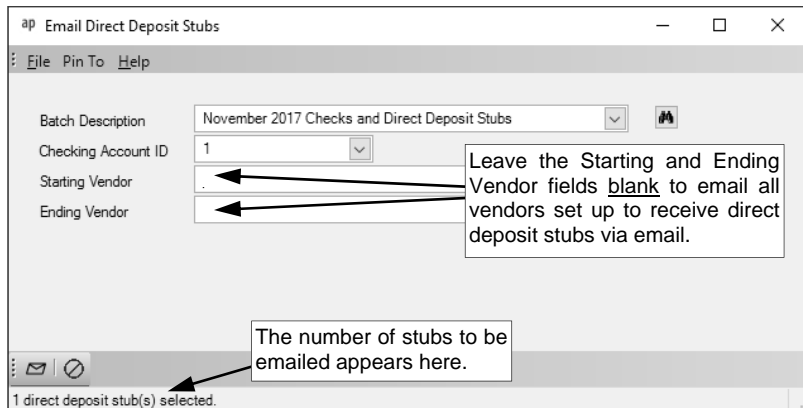 ap Email Direct Deposit Stubs
File Pin To Help
Batch Description November 2017 Checks and Direct Deposit Stubs
Checking Account ID 1
Starting Vendor .
Ending Vendor
Leave the Starting and Ending
Vendor fields blank to email all
vendors set up to receive direct
deposit stubs via email.
The number of stubs to be
emailed appears here.
1 direct deposit stub(s) selected.